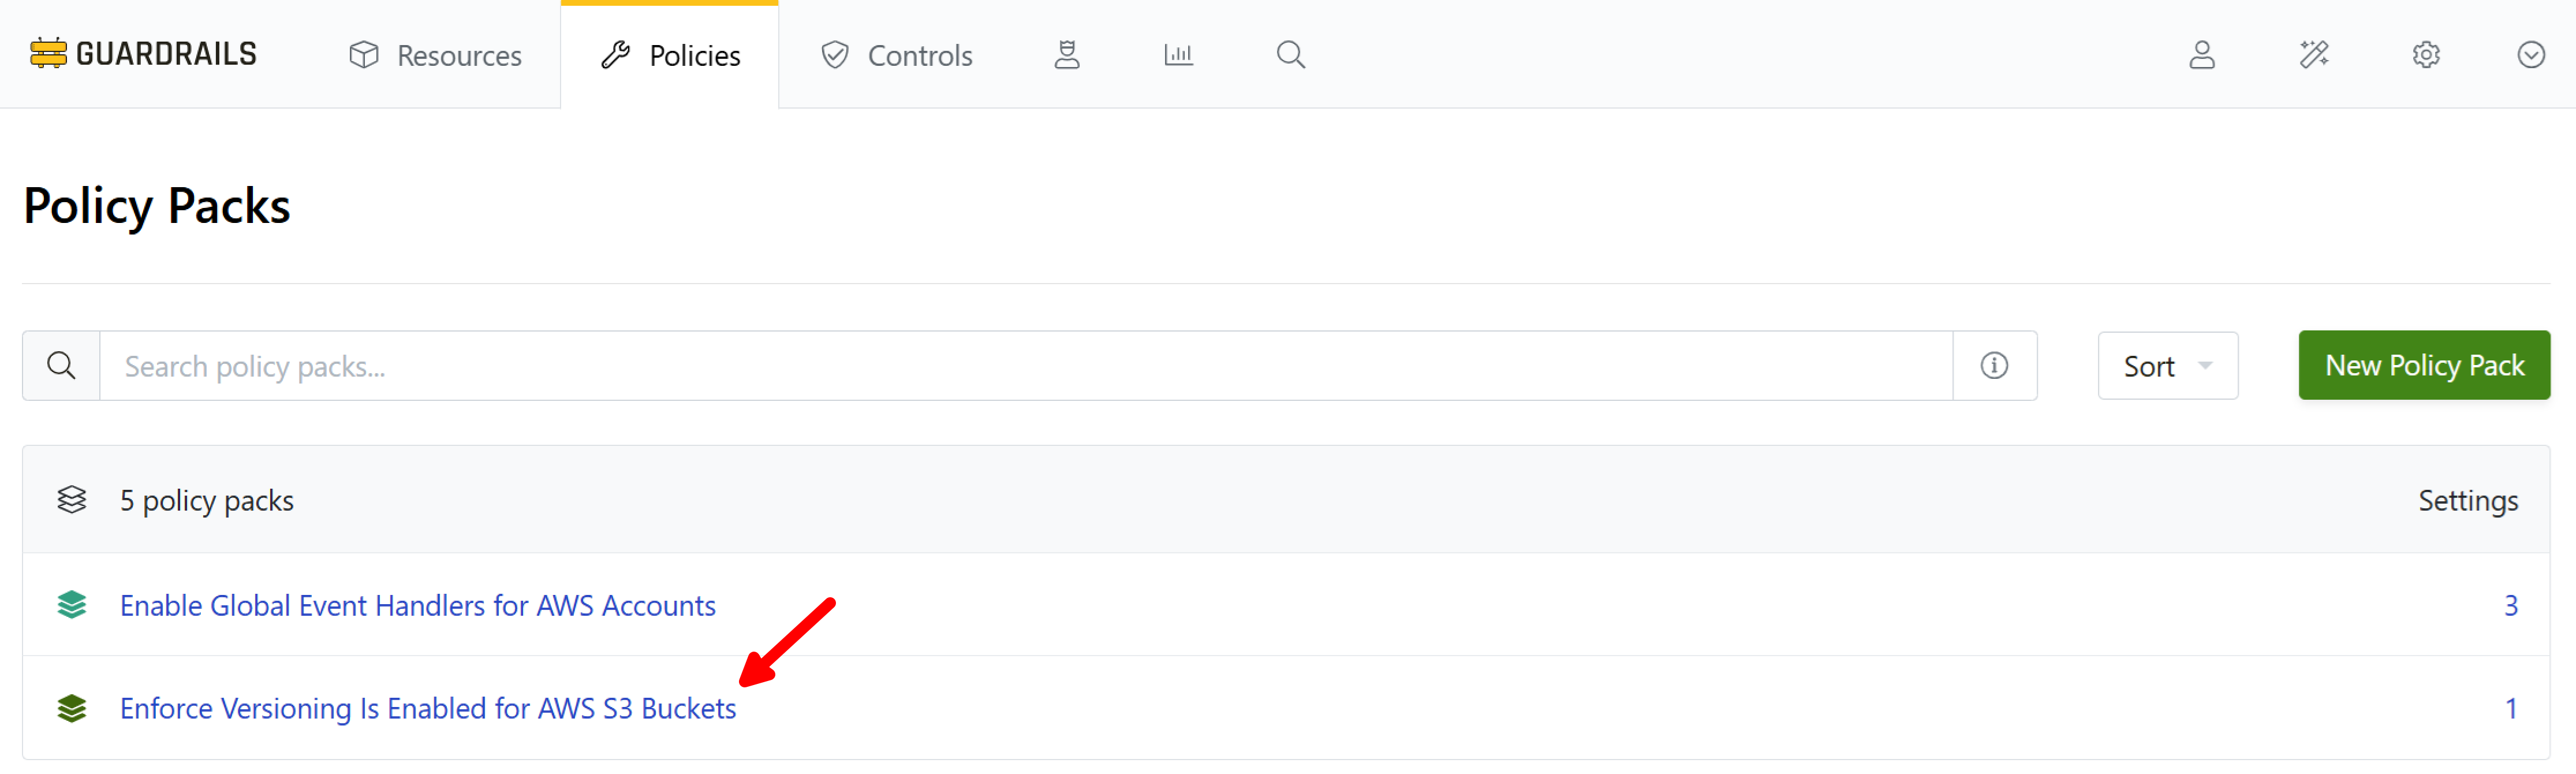 GUARDRAILS Resources Policies Controls
Policy Packs
Search policy packs... Sort New Policy Pack
5 policy packs Settings
Enable Global Event Handlers for AWS Accounts 3
Enforce Versioning Is Enabled for AWS S3 Buckets 1